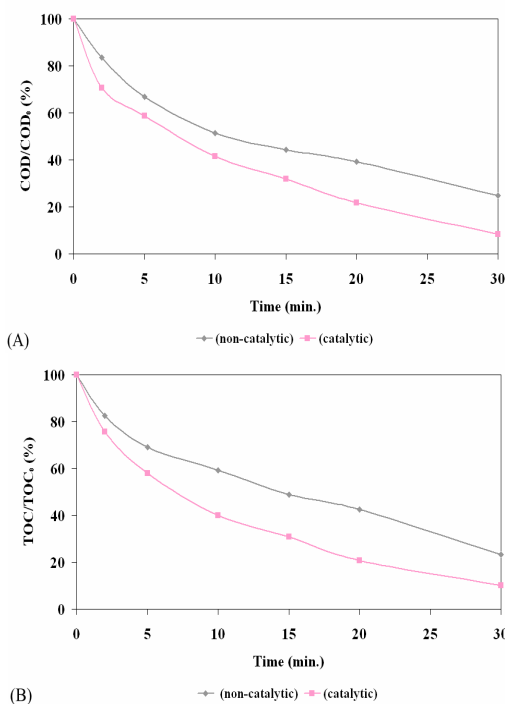 100
80
60
40
20
0
COD/COD₀ (%)
0 5 10 15 20 25 30
Time (min.)
(A)
(non-catalytic) (catalytic)
100
80
60
40
20
0
TOC/TOC₀ (%)
0 5 10 15 20 25 30
Time (min.)
(B)
(non-catalytic) (catalytic)